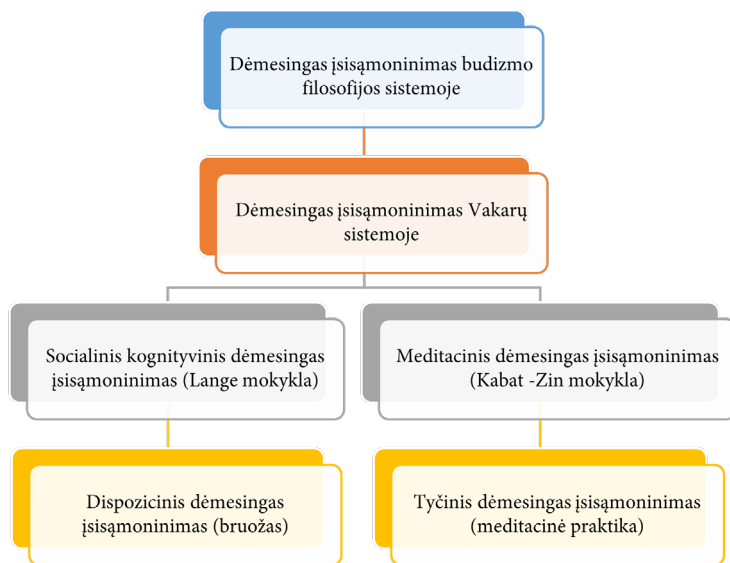 Dėmesingas įsisąmoninimas budizmo
filosofijos sistemoje
Dėmesingas įsisąmoninimas Vakarų
sistemoje
Socialinis kognityvinis dėmesingas
įsisąmoninimas (Lange mokykla)
Meditacinis dėmesingas įsisąmoninimas
(Kabat -Zin mokykla)
Dispozicinis dėmesingas
įsisąmoninimas (bruožas)
Tyčinis dėmesingas įsisąmoninimas
(meditacinė praktika)